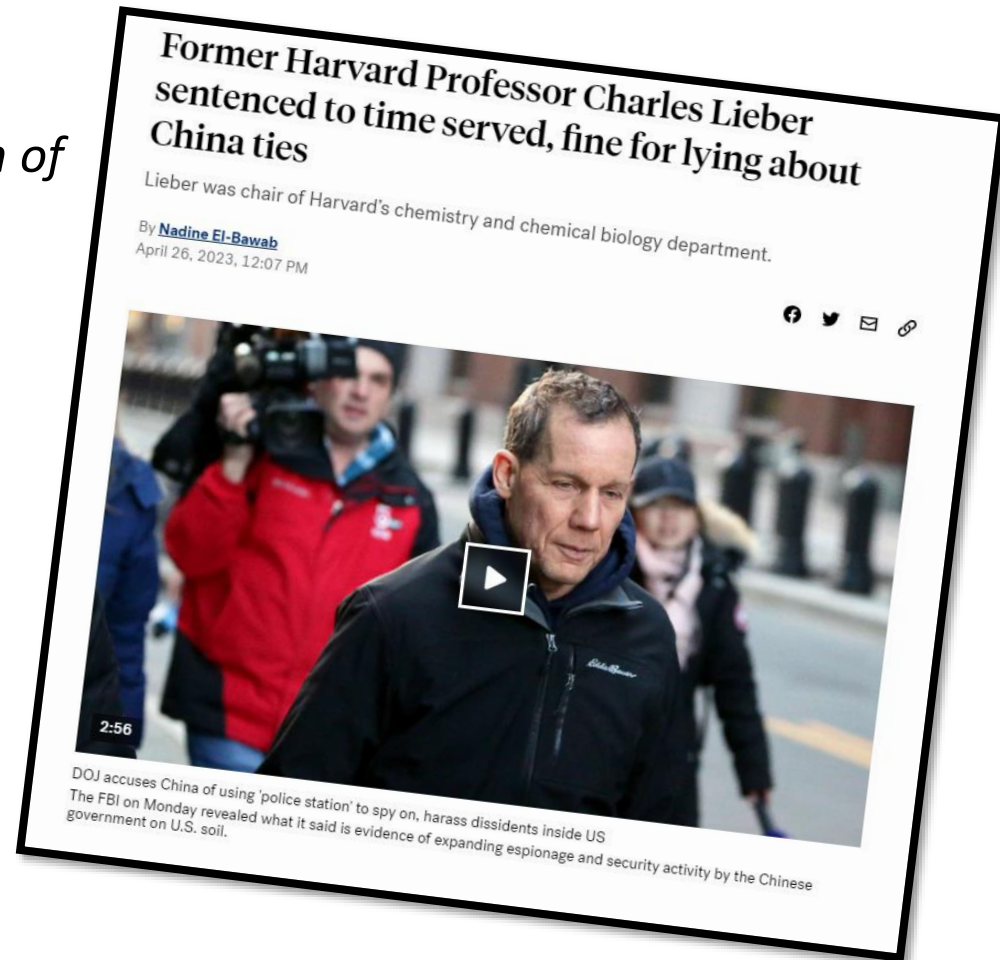 of
Former Harvard Professor Charles Lieber
sentenced to time served, fine for lying about
China ties
Lieber was chair of Harvard's chemistry and chemical biology department.
By Nadine El-Bawab
April 26, 2023, 12:07 PM
Eddie Bauer
2:56
DOJ accuses China of using 'police station' to spy on, harass dissidents inside US
The FBI on Monday revealed what it said is evidence of expanding espionage and security activity by the Chinese
government on U.S. soil.